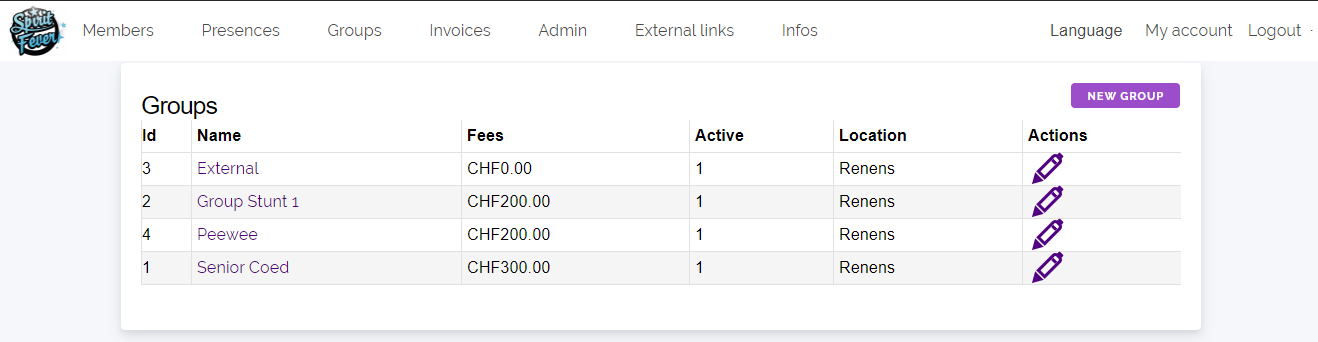 Spirit Fever
Members Presences Groups Invoices Admin External links Infos Language My account Logout ·
Groups NEW GROUP
Id Name Fees Active Location Actions
3 External CHF0.00 1 Renens
2 Group Stunt 1 CHF200.00 1 Renens
4 Peewee CHF200.00 1 Renens
1 Senior Coed CHF300.00 1 Renens